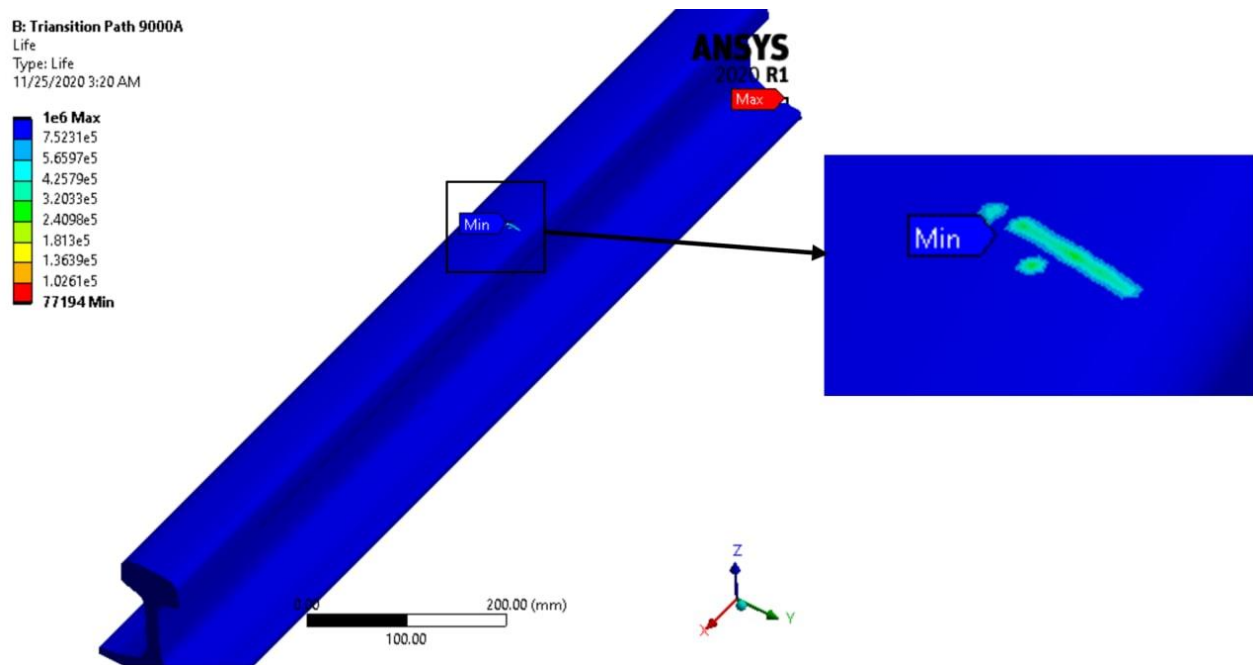 B: Transition Path 9000A
Life
Type: Life
11/25/2020 3:20 AM
1e6 Max
7.5231e5
5.6597e5
4.2579e5
3.2033e5
2.4098e5
1.813e5
1.3639e5
1.0261e5
77194 Min
ANSYS
2020 R1
Max
Min
Min
0.00
200.00 (mm)
100.00
Z
Y
X